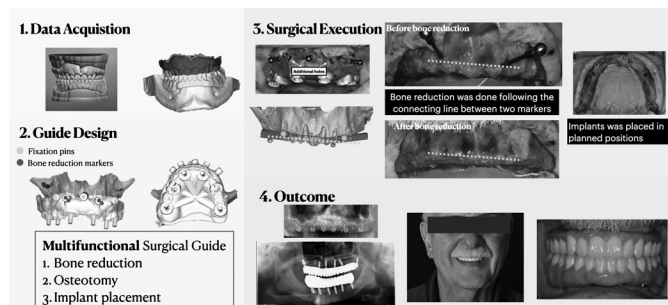 1. Data Acquistion
2. Guide Design
Fixation pins
Bone reduction markers
Multifunctional Surgical Guide
1. Bone reduction
2. Osteotomy
3. Implant placement
3. Surgical Execution
Additional holes
Before bone reduction
Bone reduction was done following the
connecting line between two markers
After bone reduction
Implants was placed in
planned positions
4. Outcome